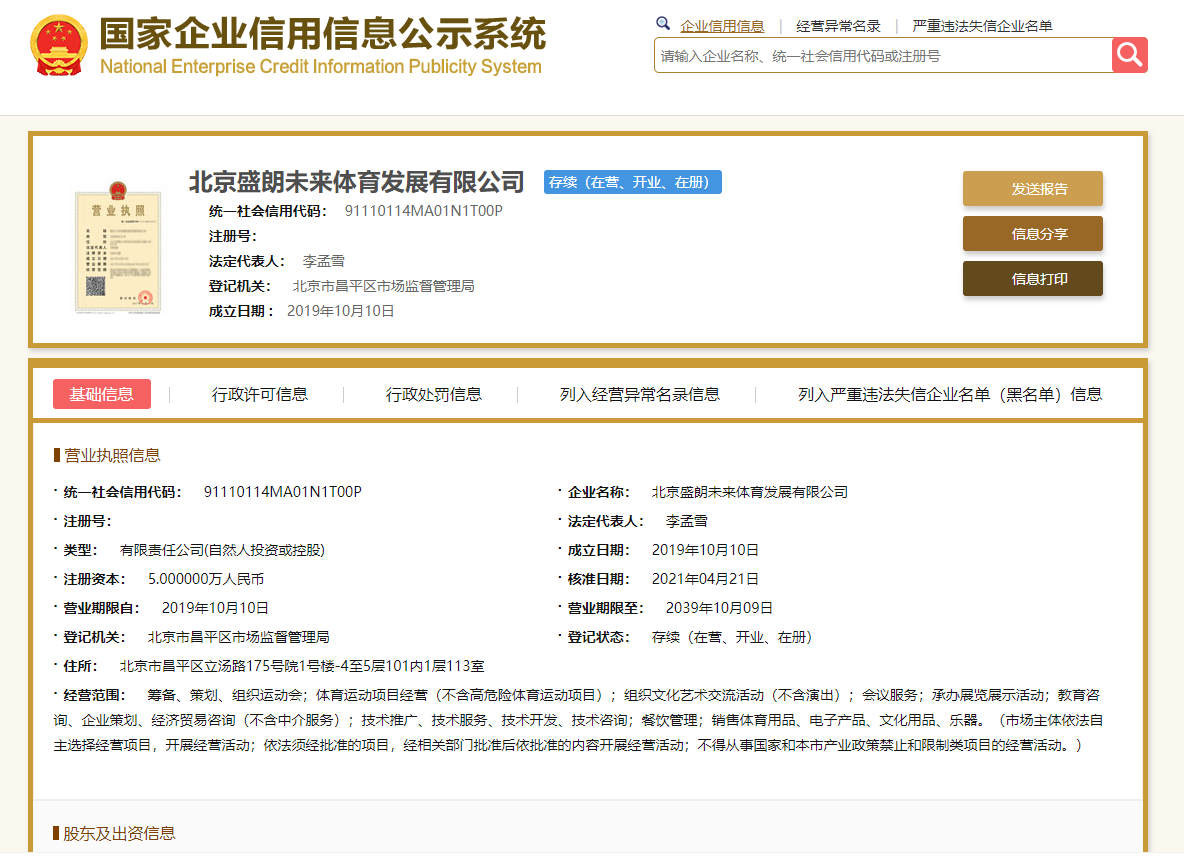 国家企业信用信息公示系统
National Enterprise Credit Information Publicity System
企业信用信息 | 经营异常名录 | 严重违法失信企业名单
请输入企业名称、统一社会信用代码或注册号
营业执照
北京盛朗未来体育发展有限公司 存续（在营、开业、在册）
统一社会信用代码： 91110114MA01N1T00P
注册号：
法定代表人： 李孟雪
登记机关： 北京市昌平区市场监督管理局
成立日期： 2019年10月10日
发送报告
信息分享
信息打印
基础信息 | 行政许可信息 | 行政处罚信息 | 列入经营异常名录信息 | 列入严重违法失信企业名单（黑名单）信息
营业执照信息
· 统一社会信用代码： 91110114MA01N1T00P · 企业名称： 北京盛朗未来体育发展有限公司
· 注册号： · 法定代表人： 李孟雪
· 类型： 有限责任公司(自然人投资或控股) · 成立日期： 2019年10月10日
· 注册资本： 5.000000万人民币 · 核准日期： 2021年04月21日
· 营业期限自： 2019年10月10日 · 营业期限至： 2039年10月09日
· 登记机关： 北京市昌平区市场监督管理局 · 登记状态： 存续（在营、开业、在册）
· 住所： 北京市昌平区立汤路175号院1号楼-4至5层101内1层113室
· 经营范围： 筹备、策划、组织运动会；体育运动项目经营（不含高危险体育运动项目）；组织文化艺术交流活动（不含演出）；会议服务；承办展览展示活动；教育咨
询、企业策划、经济贸易咨询（不含中介服务）；技术推广、技术服务、技术开发、技术咨询；餐饮管理；销售体育用品、电子产品、文化用品、乐器。（市场主体依法自
主选择经营项目，开展经营活动；依法须经批准的项目，经相关部门批准后依批准的内容开展经营活动；不得从事国家和本市产业政策禁止和限制类项目的经营活动。）
股东及出资信息